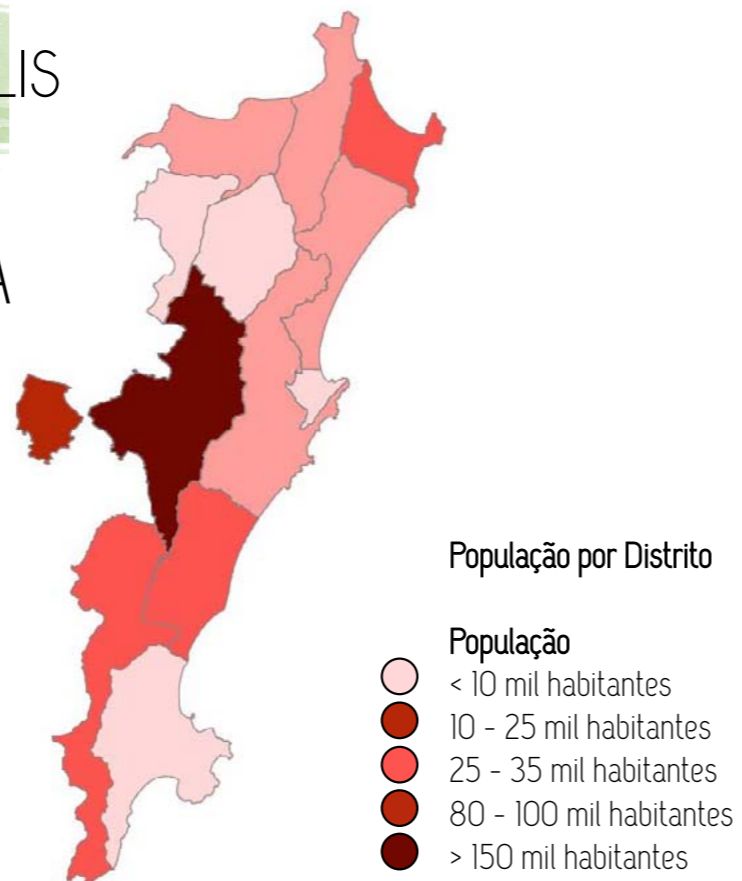 LIS
A
População por Distrito
População
< 10 mil habitantes
10 - 25 mil habitantes
25 - 35 mil habitantes
80 - 100 mil habitantes
> 150 mil habitantes